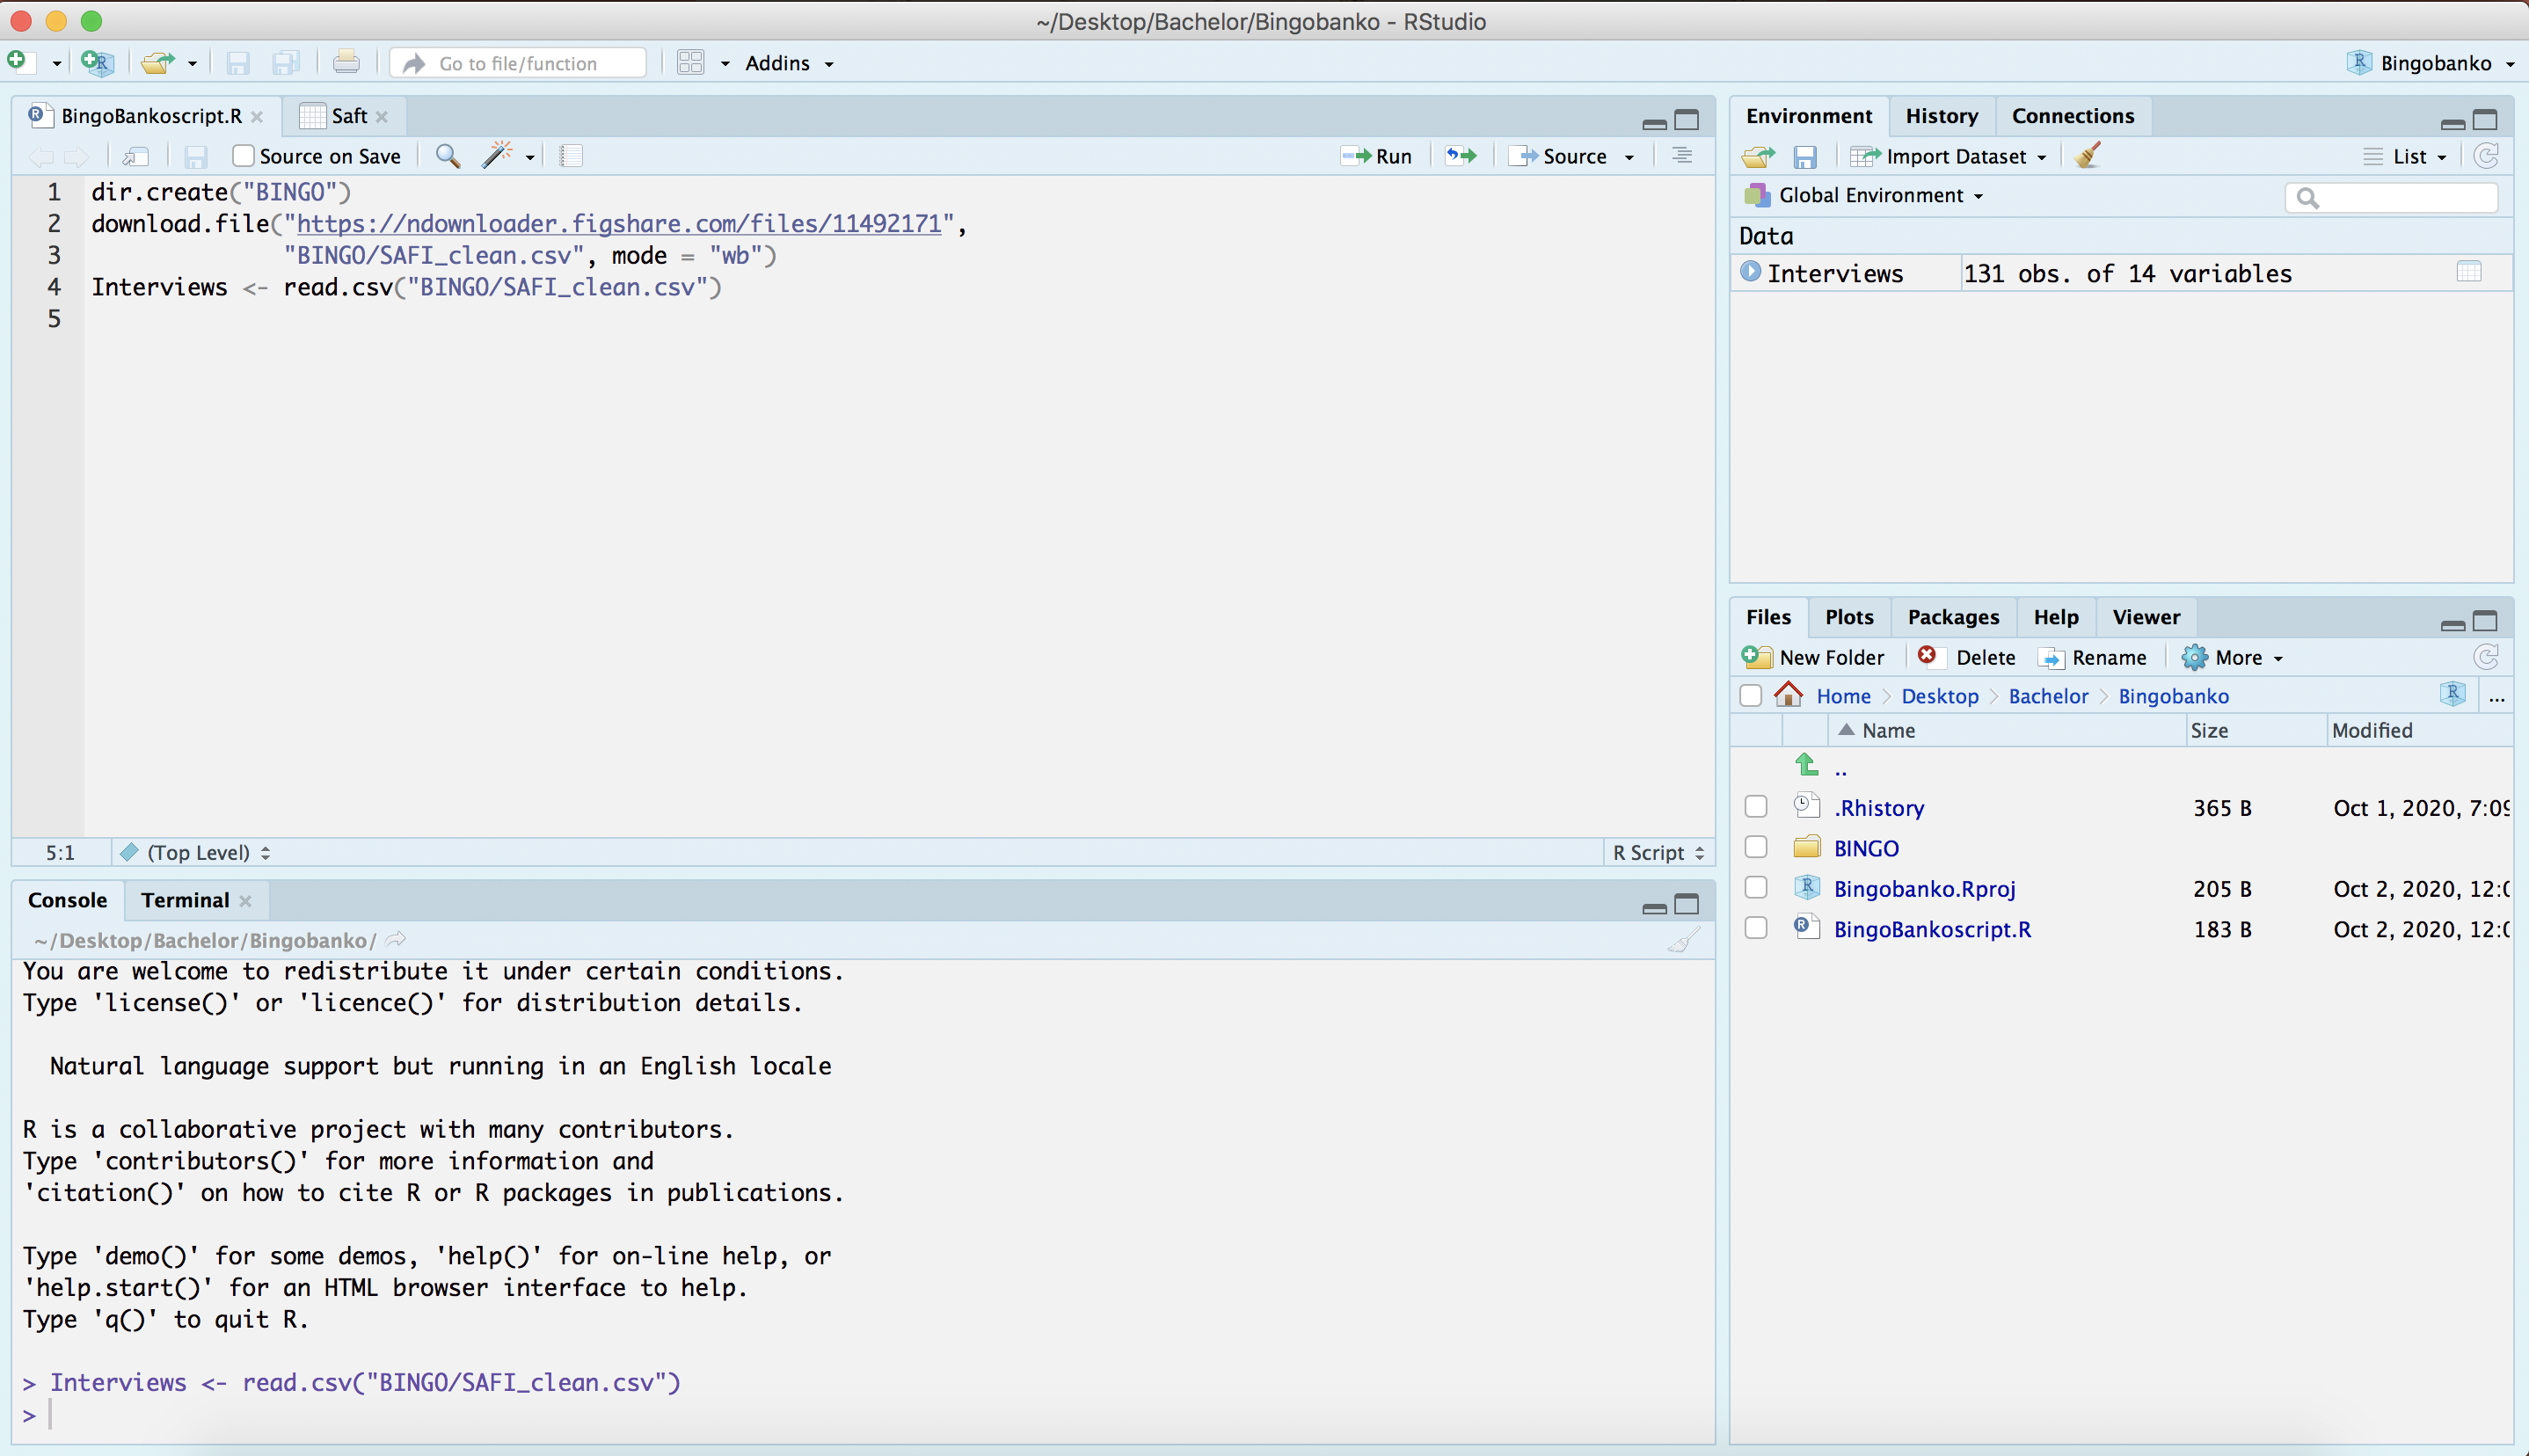 ~/Desktop/Bachelor/Bingobanko - RStudio
Go to file/function
Addins
Bingobanko
BingoBankoscript.R
Saft
Source on Save
Run
Source
1 dir.create("BINGO")
2 download.file("https://ndownloader.figshare.com/files/11492171",
3 "BINGO/SAFI_clean.csv", mode = "wb")
4 Interviews <- read.csv("BINGO/SAFI_clean.csv")
5
5:1 (Top Level) R Script
Console Terminal
~/Desktop/Bachelor/Bingobanko/
You are welcome to redistribute it under certain conditions.
Type 'license()' or 'licence()' for distribution details.
Natural language support but running in an English locale
R is a collaborative project with many contributors.
Type 'contributors()' for more information and
'citation()' on how to cite R or R packages in publications.
Type 'demo()' for some demos, 'help()' for on-line help, or
'help.start()' for an HTML browser interface to help.
Type 'q()' to quit R.
> Interviews <- read.csv("BINGO/SAFI_clean.csv")
>
Environment History Connections
Import Dataset List
Global Environment
Data
Interviews 131 obs. of 14 variables
Files Plots Packages Help Viewer
New Folder Delete Rename More
Home Desktop Bachelor Bingobanko ...
Name Size Modified
..
.Rhistory 365 B Oct 1, 2020, 7:09
BINGO
Bingobanko.Rproj 205 B Oct 2, 2020, 12:0
BingoBankoscript.R 183 B Oct 2, 2020, 12:0